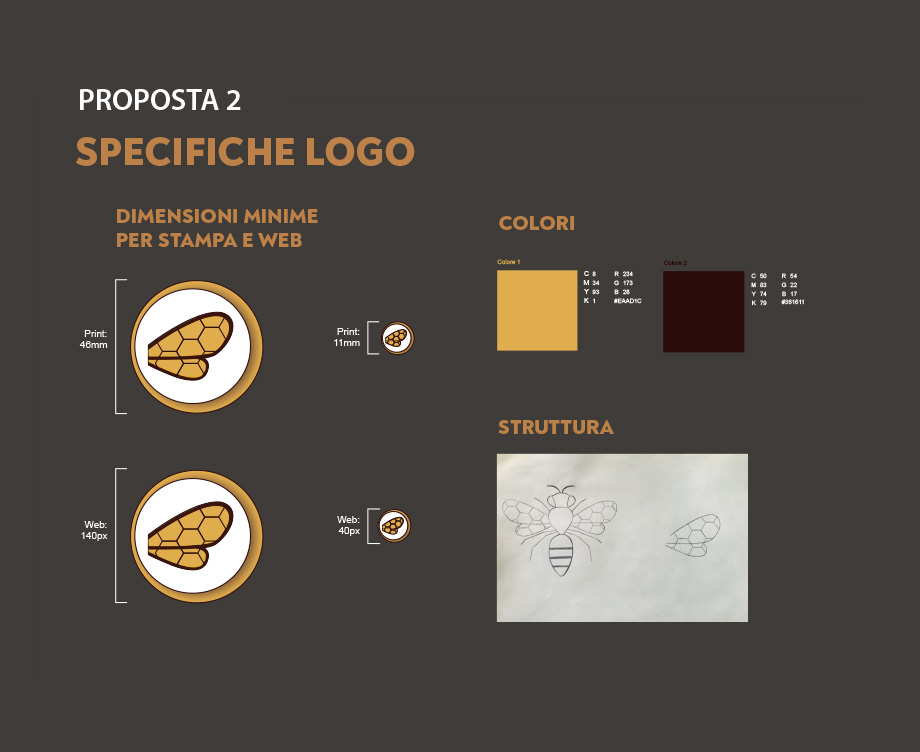 PROPOSTA 2
SPECIFICHE LOGO
DIMENSIONI MINIME
PER STAMPA E WEB
Print:
46mm
Print:
11mm
Web:
140px
Web:
40px
COLORI
Colore 1
C 8 R 234
M 34 G 173
Y 93 B 28
K 1 #EAAD1C
Colore 2
C 50 R 54
M 83 G 22
Y 74 B 17
K 79 #361611
STRUTTURA